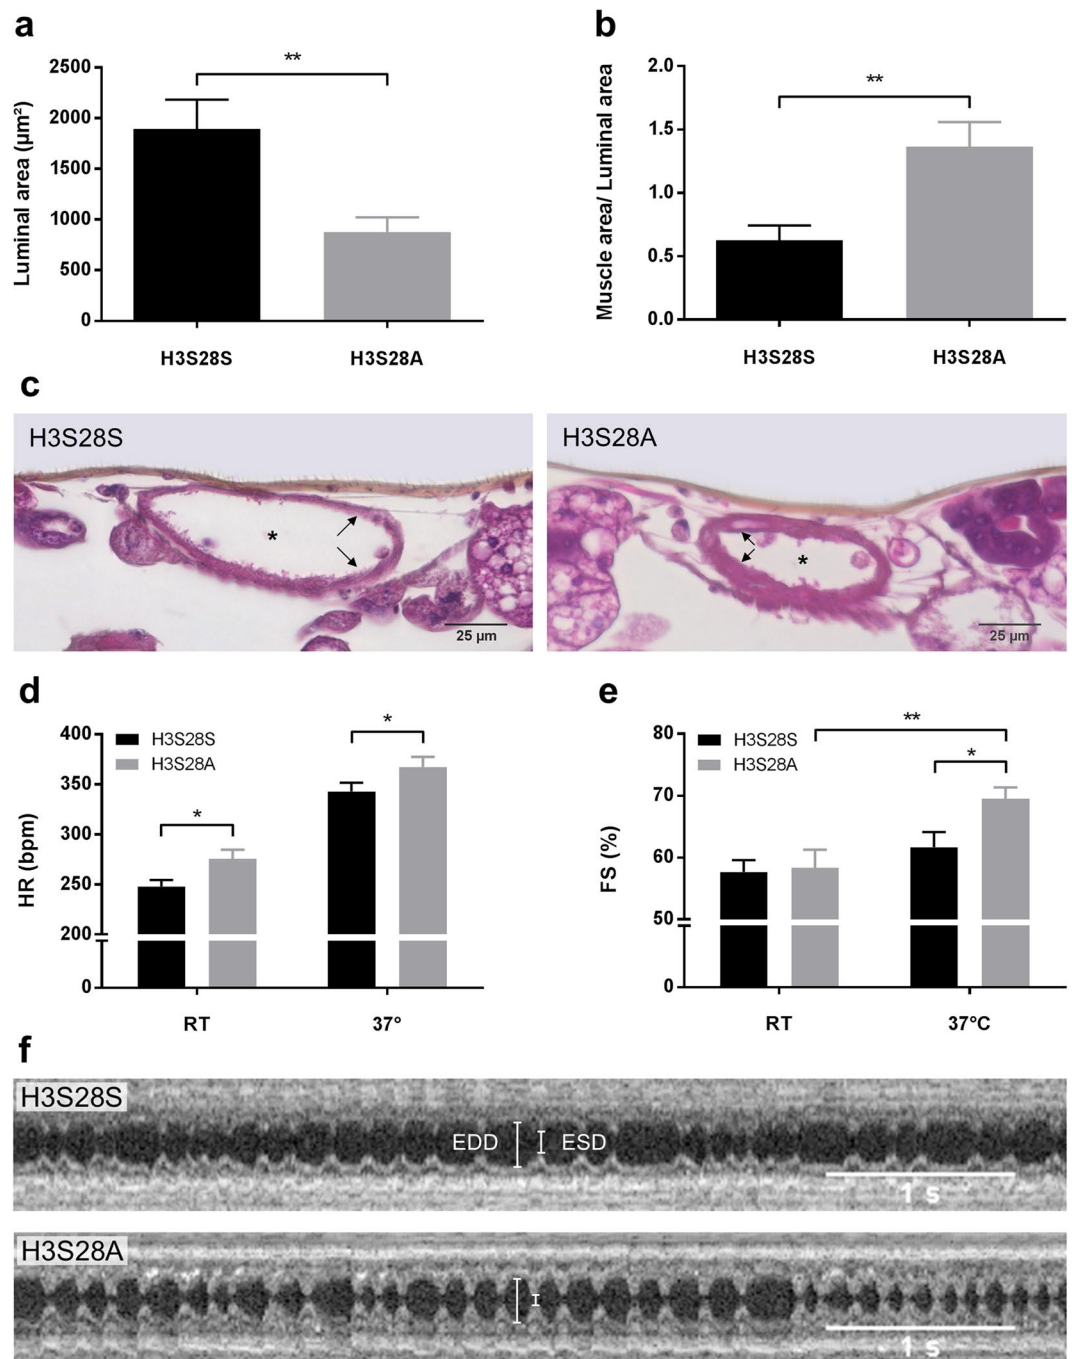 a
b
**
**
2500
2000
1500
1000
500
0
Luminal area (µm²)
H3S28S
H3S28A
2.0
1.5
1.0
0.5
0.0
Muscle area/ Luminal area
H3S28S
H3S28A
c
H3S28S
*
25 µm
H3S28A
*
25 µm
d
e
400
350
300
250
200
0
HR (bpm)
H3S28S
H3S28A
*
*
RT
37°
80
70
60
50
0
FS (%)
H3S28S
H3S28A
**
*
RT
37°C
f
H3S28S
EDD
ESD
1 s
H3S28A
1 s